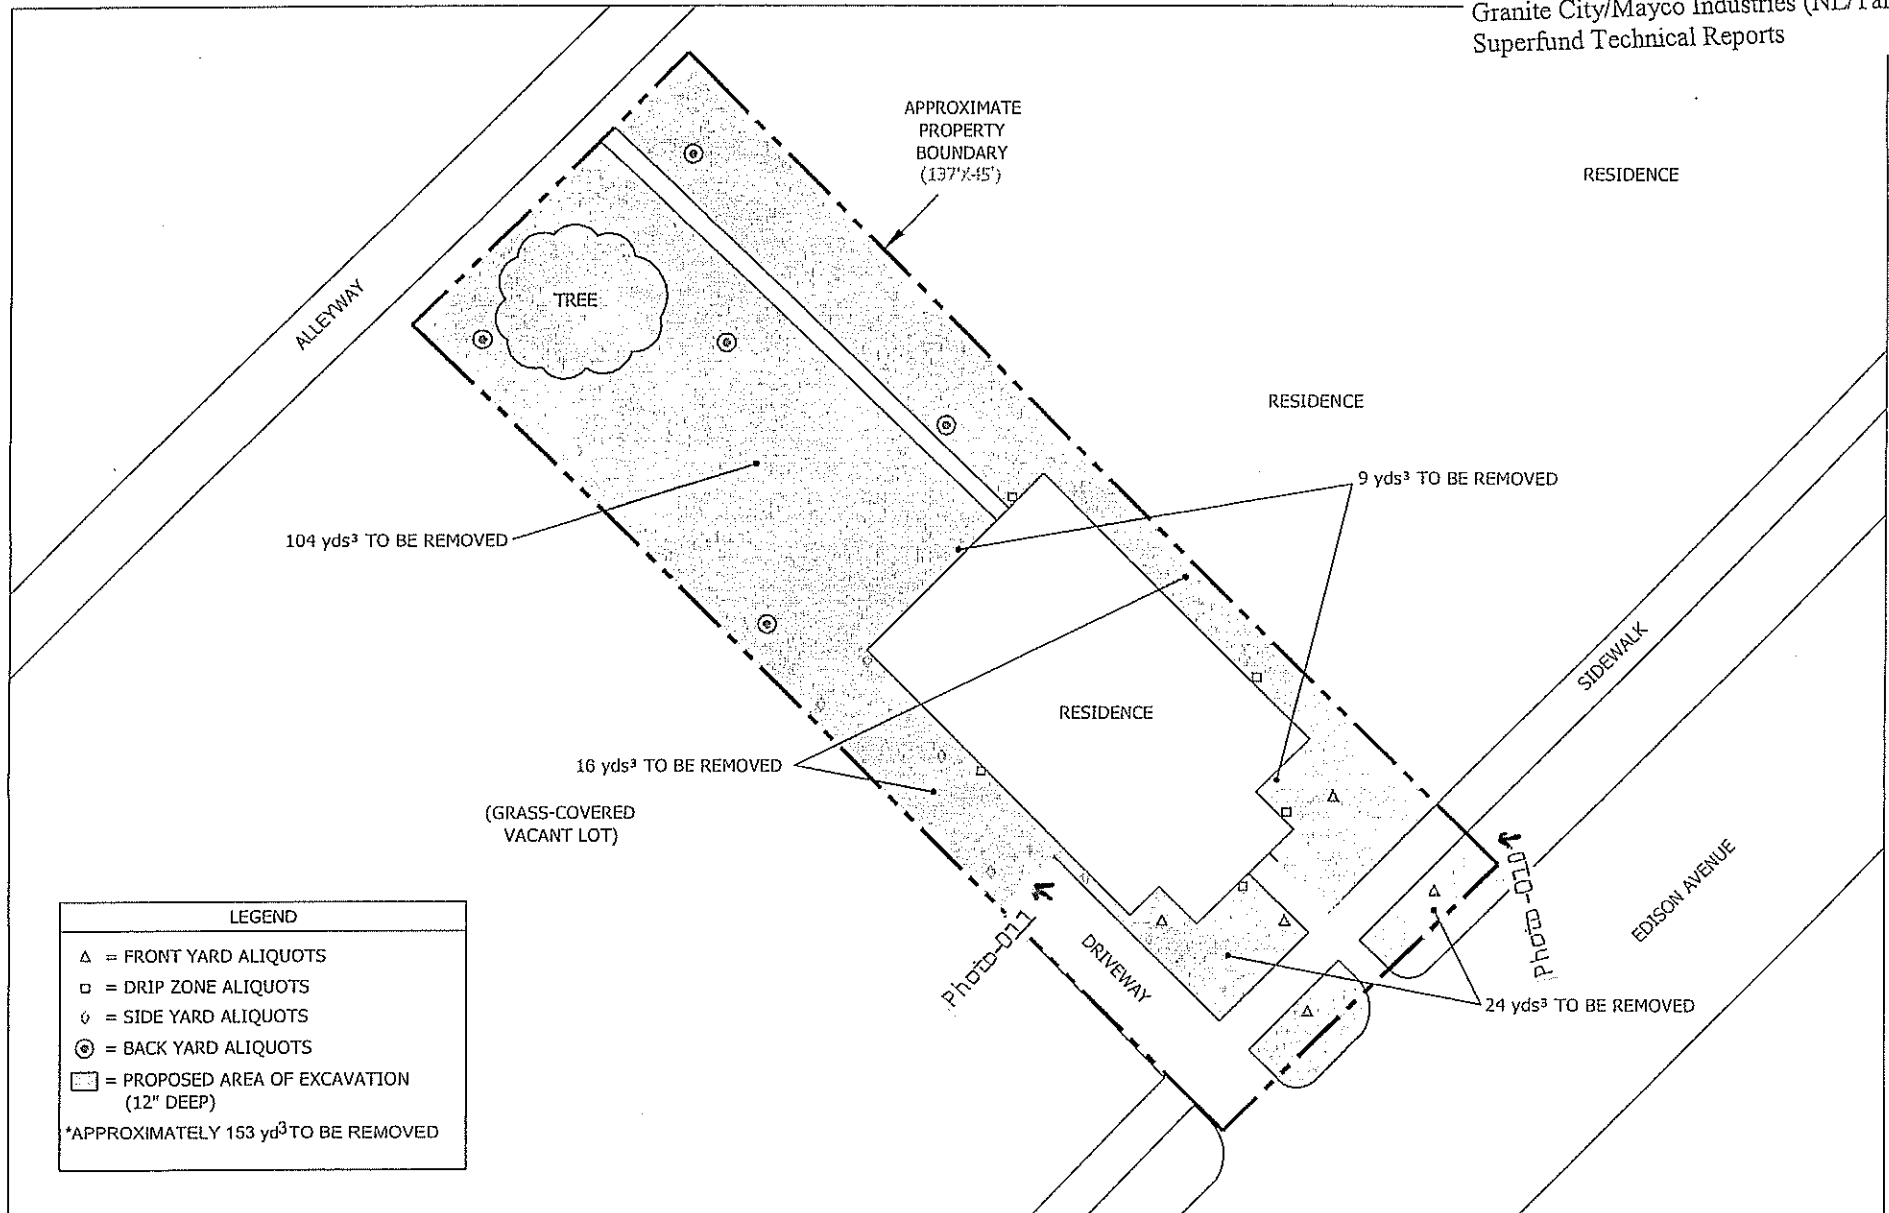 Granite City/Mayco Industries
Superfund Technical Reports
APPROXIMATE
PROPERTY
BOUNDARY
(137'X45')
RESIDENCE
ALLEYWAY
TREE
RESIDENCE
9 yds³ TO BE REMOVED
104 yds³ TO BE REMOVED
SIDEWALK
RESIDENCE
16 yds³ TO BE REMOVED
(GRASS-COVERED
VACANT LOT)
EDISON AVENUE
Photo-010
Photo-011
DRIVEWAY
24 yds³ TO BE REMOVED
LEGEND
△ = FRONT YARD ALIQUOTS
□ = DRIP ZONE ALIQUOTS
◊ = SIDE YARD ALIQUOTS
◉ = BACK YARD ALIQUOTS
= PROPOSED AREA OF EXCAVATION
(12" DEEP)
*APPROXIMATELY 153 yd³ TO BE REMOVED